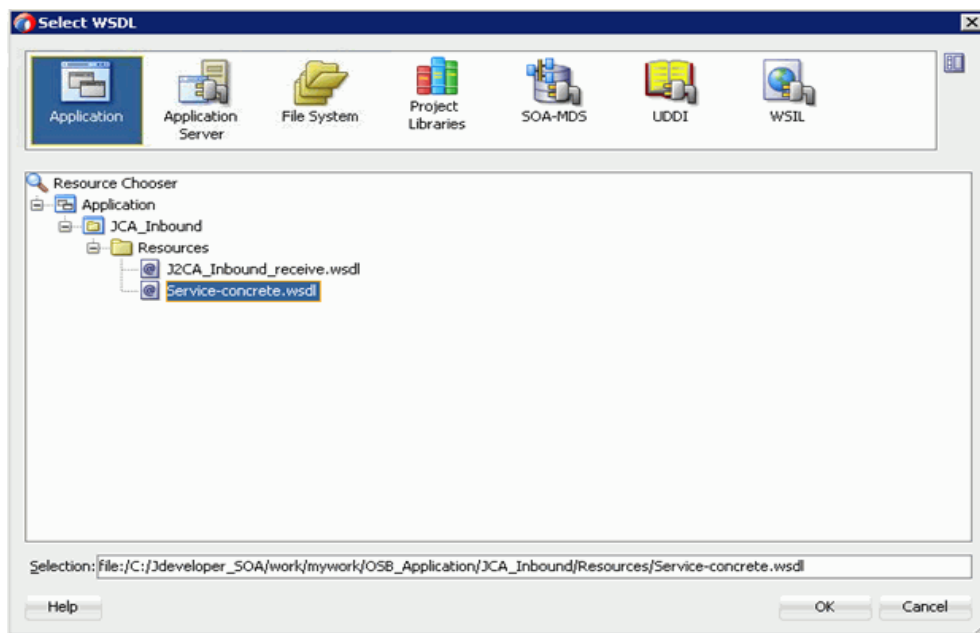 Select WSDL
Application
Application Server
File System
Project Libraries
SOA-MDS
UDDI
WSIL
Resource Chooser
Application
JCA_Inbound
Resources
J2CA_Inbound_receive.wsdl
Service-concrete.wsdl
Selection: file:/C:/Jdeveloper_SOA/work/mywork/OSB_Application/JCA_Inbound/Resources/Service-concrete.wsdl
Help
OK
Cancel